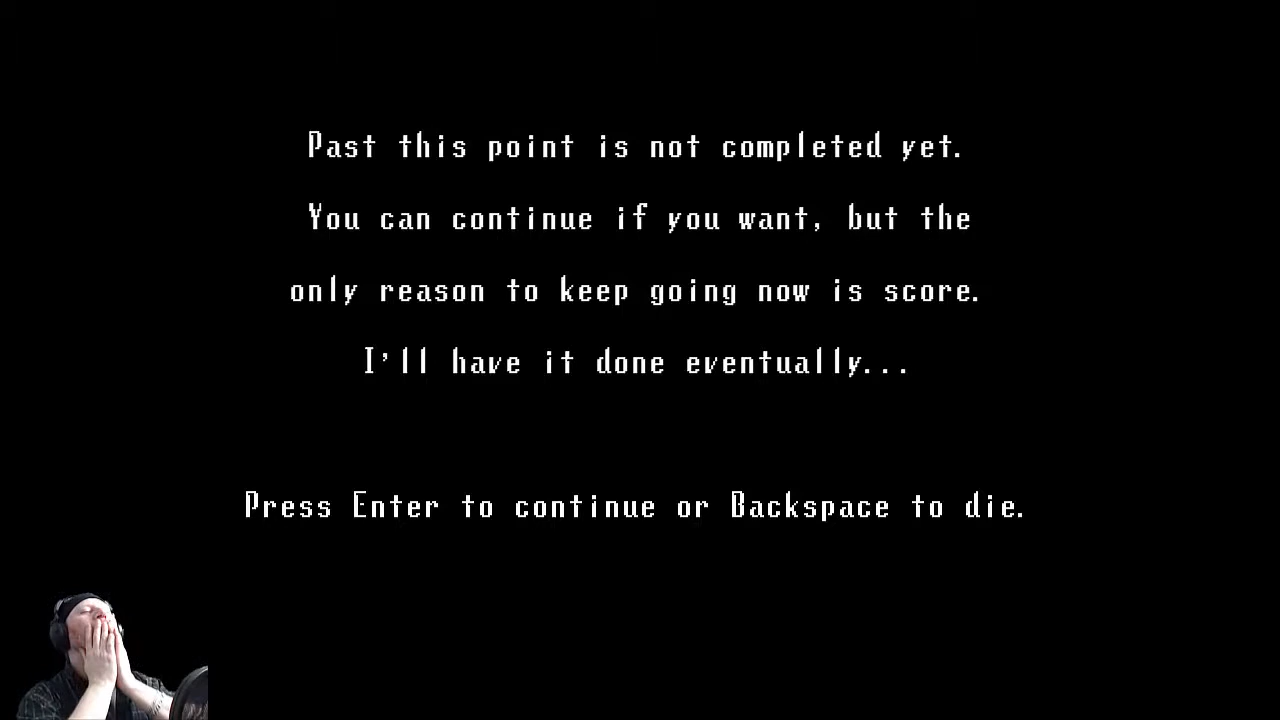 Past this point is not completed yet.
You can continue if you want, but the
only reason to keep going now is score.
I'll have it done eventually...
Press Enter to continue or Backspace to die.